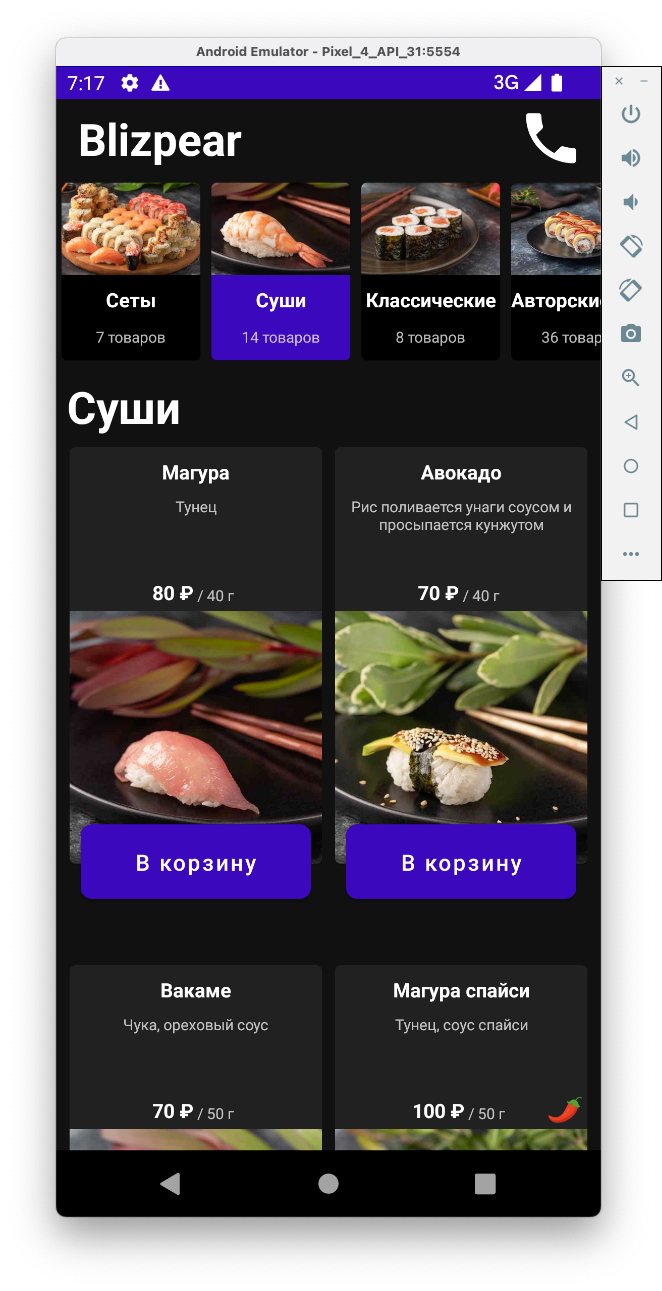 Android Emulator - Pixel_4_API_31:5554
7:17
3G
Blizpear
Сеты
7 товаров
Суши
14 товаров
Классические
8 товаров
Авторские
36 товар
Суши
Магура
Тунец
80 ₽ / 40 г
В корзину
Авокадо
Рис поливается унаги соусом и
просыпается кунжутом
70 ₽ / 40 г
В корзину
Вакаме
Чука, ореховый соус
70 ₽ / 50 г
Магура спайси
Тунец, соус спайси
100 ₽ / 50 г